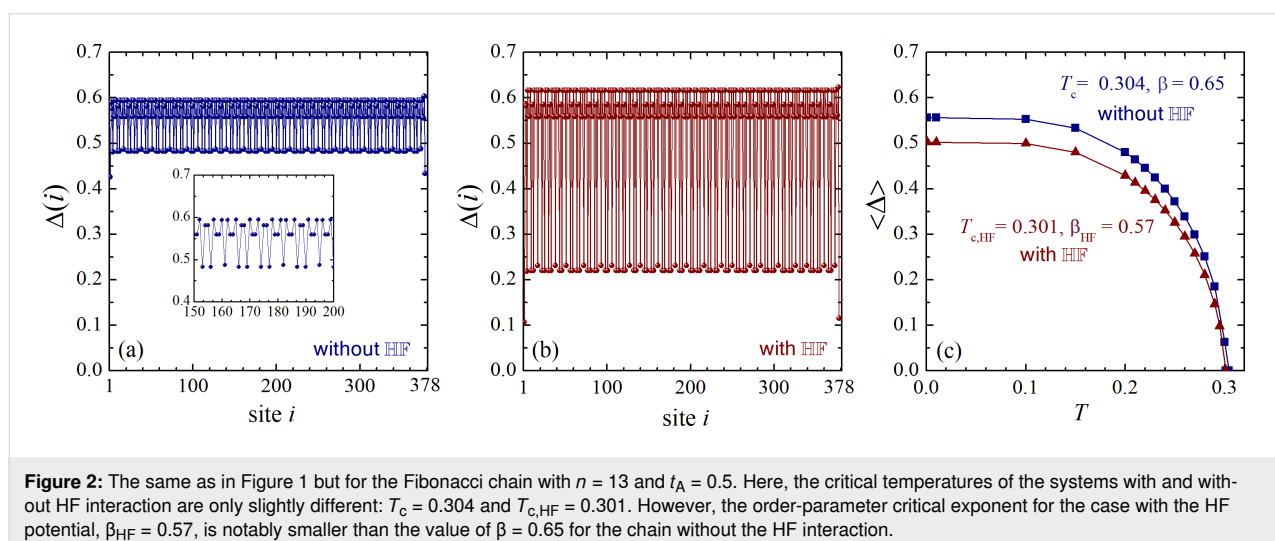 0.7
0.6
0.5
0.4
0.3
0.2
0.1
0.0
Δ(i)
0.7
0.6
0.5
0.4
150 160 170 180 190 200
(a)
without HF
1 100 200 300 378
site i
0.7
0.6
0.5
0.4
0.3
0.2
0.1
0.0
Δ(i)
(b)
with HF
1 100 200 300 378
site i
0.7
0.6
0.5
0.4
0.3
0.2
0.1
0.0
<Δ>
Tc = 0.304, β = 0.65
without HF
Tc,HF = 0.301, βHF = 0.57
with HF
(c)
0.0 0.1 0.2 0.3
T
Figure 2: The same as in Figure 1 but for the Fibonacci chain with n = 13 and tA = 0.5. Here, the critical temperatures of the systems with and with-
out HF interaction are only slightly different: Tc = 0.304 and Tc,HF = 0.301. However, the order-parameter critical exponent for the case with the HF
potential, βHF = 0.57, is notably smaller than the value of β = 0.65 for the chain without the HF interaction.